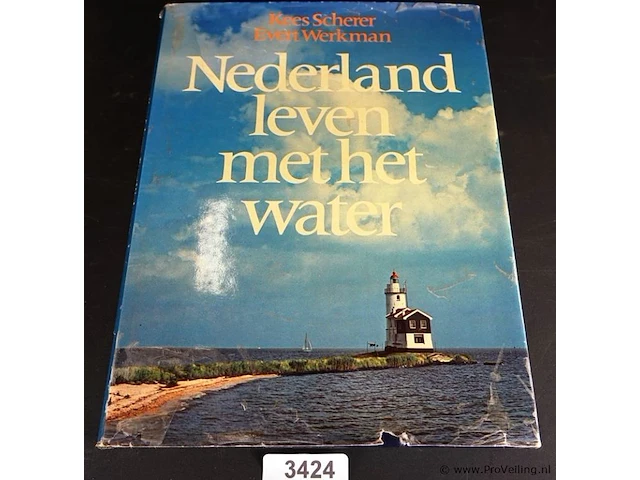 Kees Scherer
Evert Werkman
Nederland
leven
met het
water
3424
© www.ProVeiling.nl